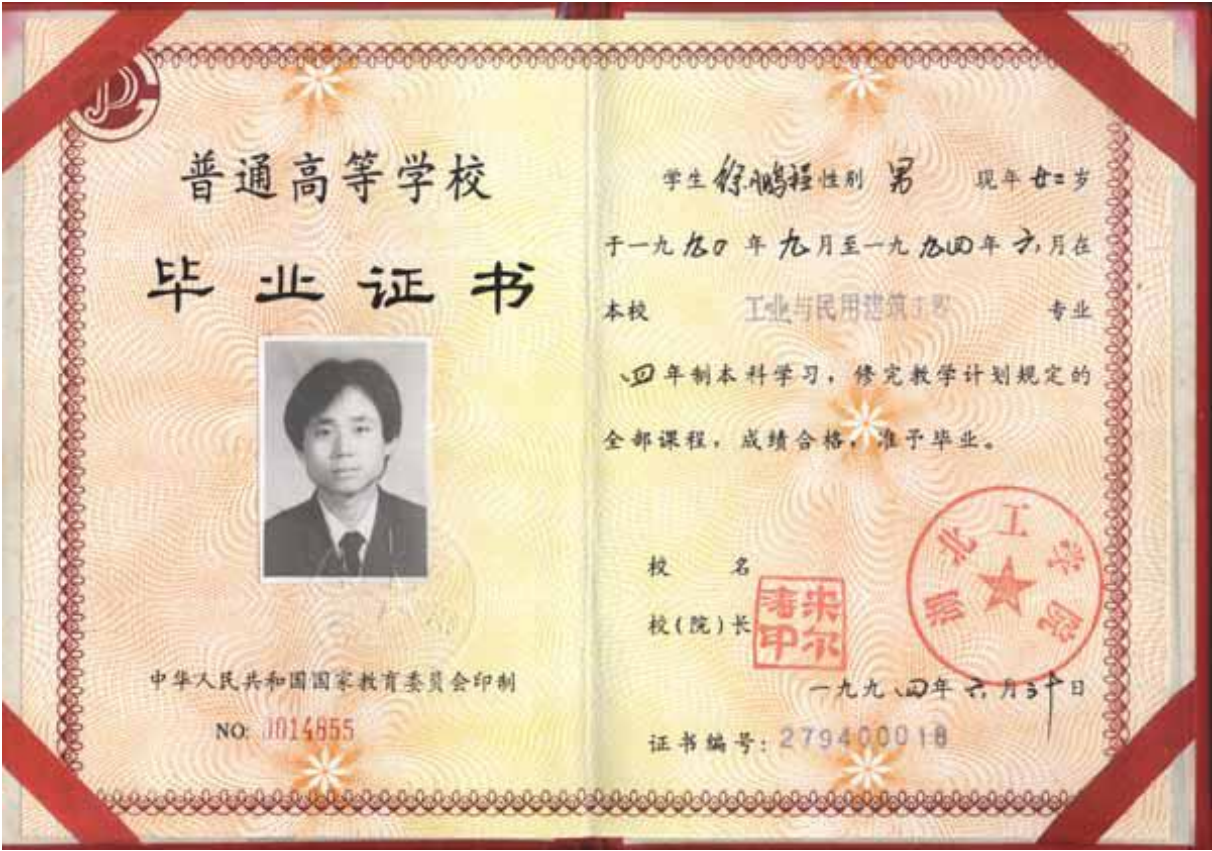 普通高等学校
毕业证书
中华人民共和国国家教育委员会印制
NO: 0014855
学生 徐鹏程 性别 男 现年廿二岁
于一九九0年九月至一九九四年六月在
本校 工业与民用建筑工程 专业
四年制本科学习，修完教学计划规定的
全部课程，成绩合格，准予毕业。
湖北工学院
校 名
校(院)长
一九九四年六月三十日
证书编号: 279400018